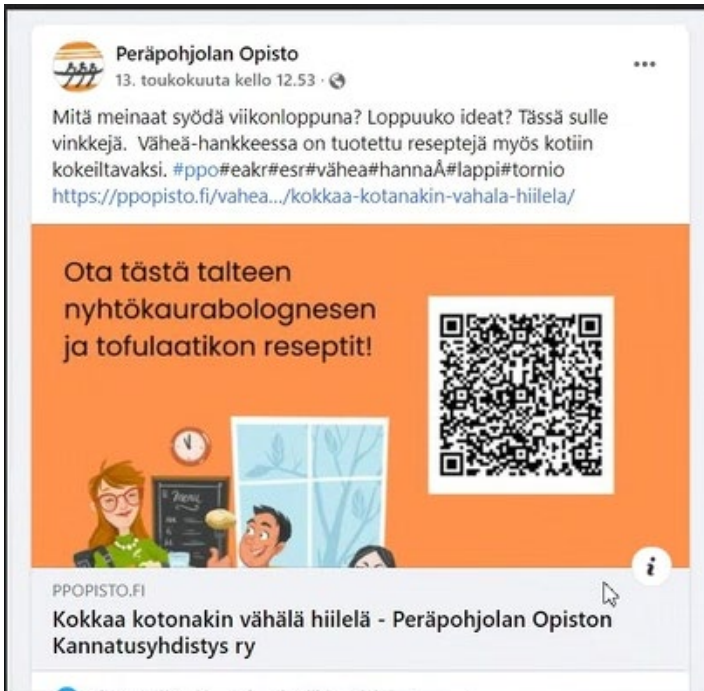 Peräpohjolan Opisto
13. toukokuuta kello 12.53 ·
Mitä meinaat syödä viikonloppuna? Loppuuko ideat? Tässä sulle
vinkkejä. Väheä-hankkeessa on tuotettu reseptejä myös kotiin
kokeiltavaksi. #ppo#eakr#esr#vähea#hannaÅ#lappi#tornio
https://ppopisto.fi/vahea.../kokkaa-kotanakin-vahala-hiilela/
Ota tästä talteen
nyhtökaurabolognesen
ja tofulaatikon reseptit!
Menu
PPOPISTO.FI
Kokkaa kotonakin vähälä hiilelä - Peräpohjolan Opiston
Kannatusyhdistys ry